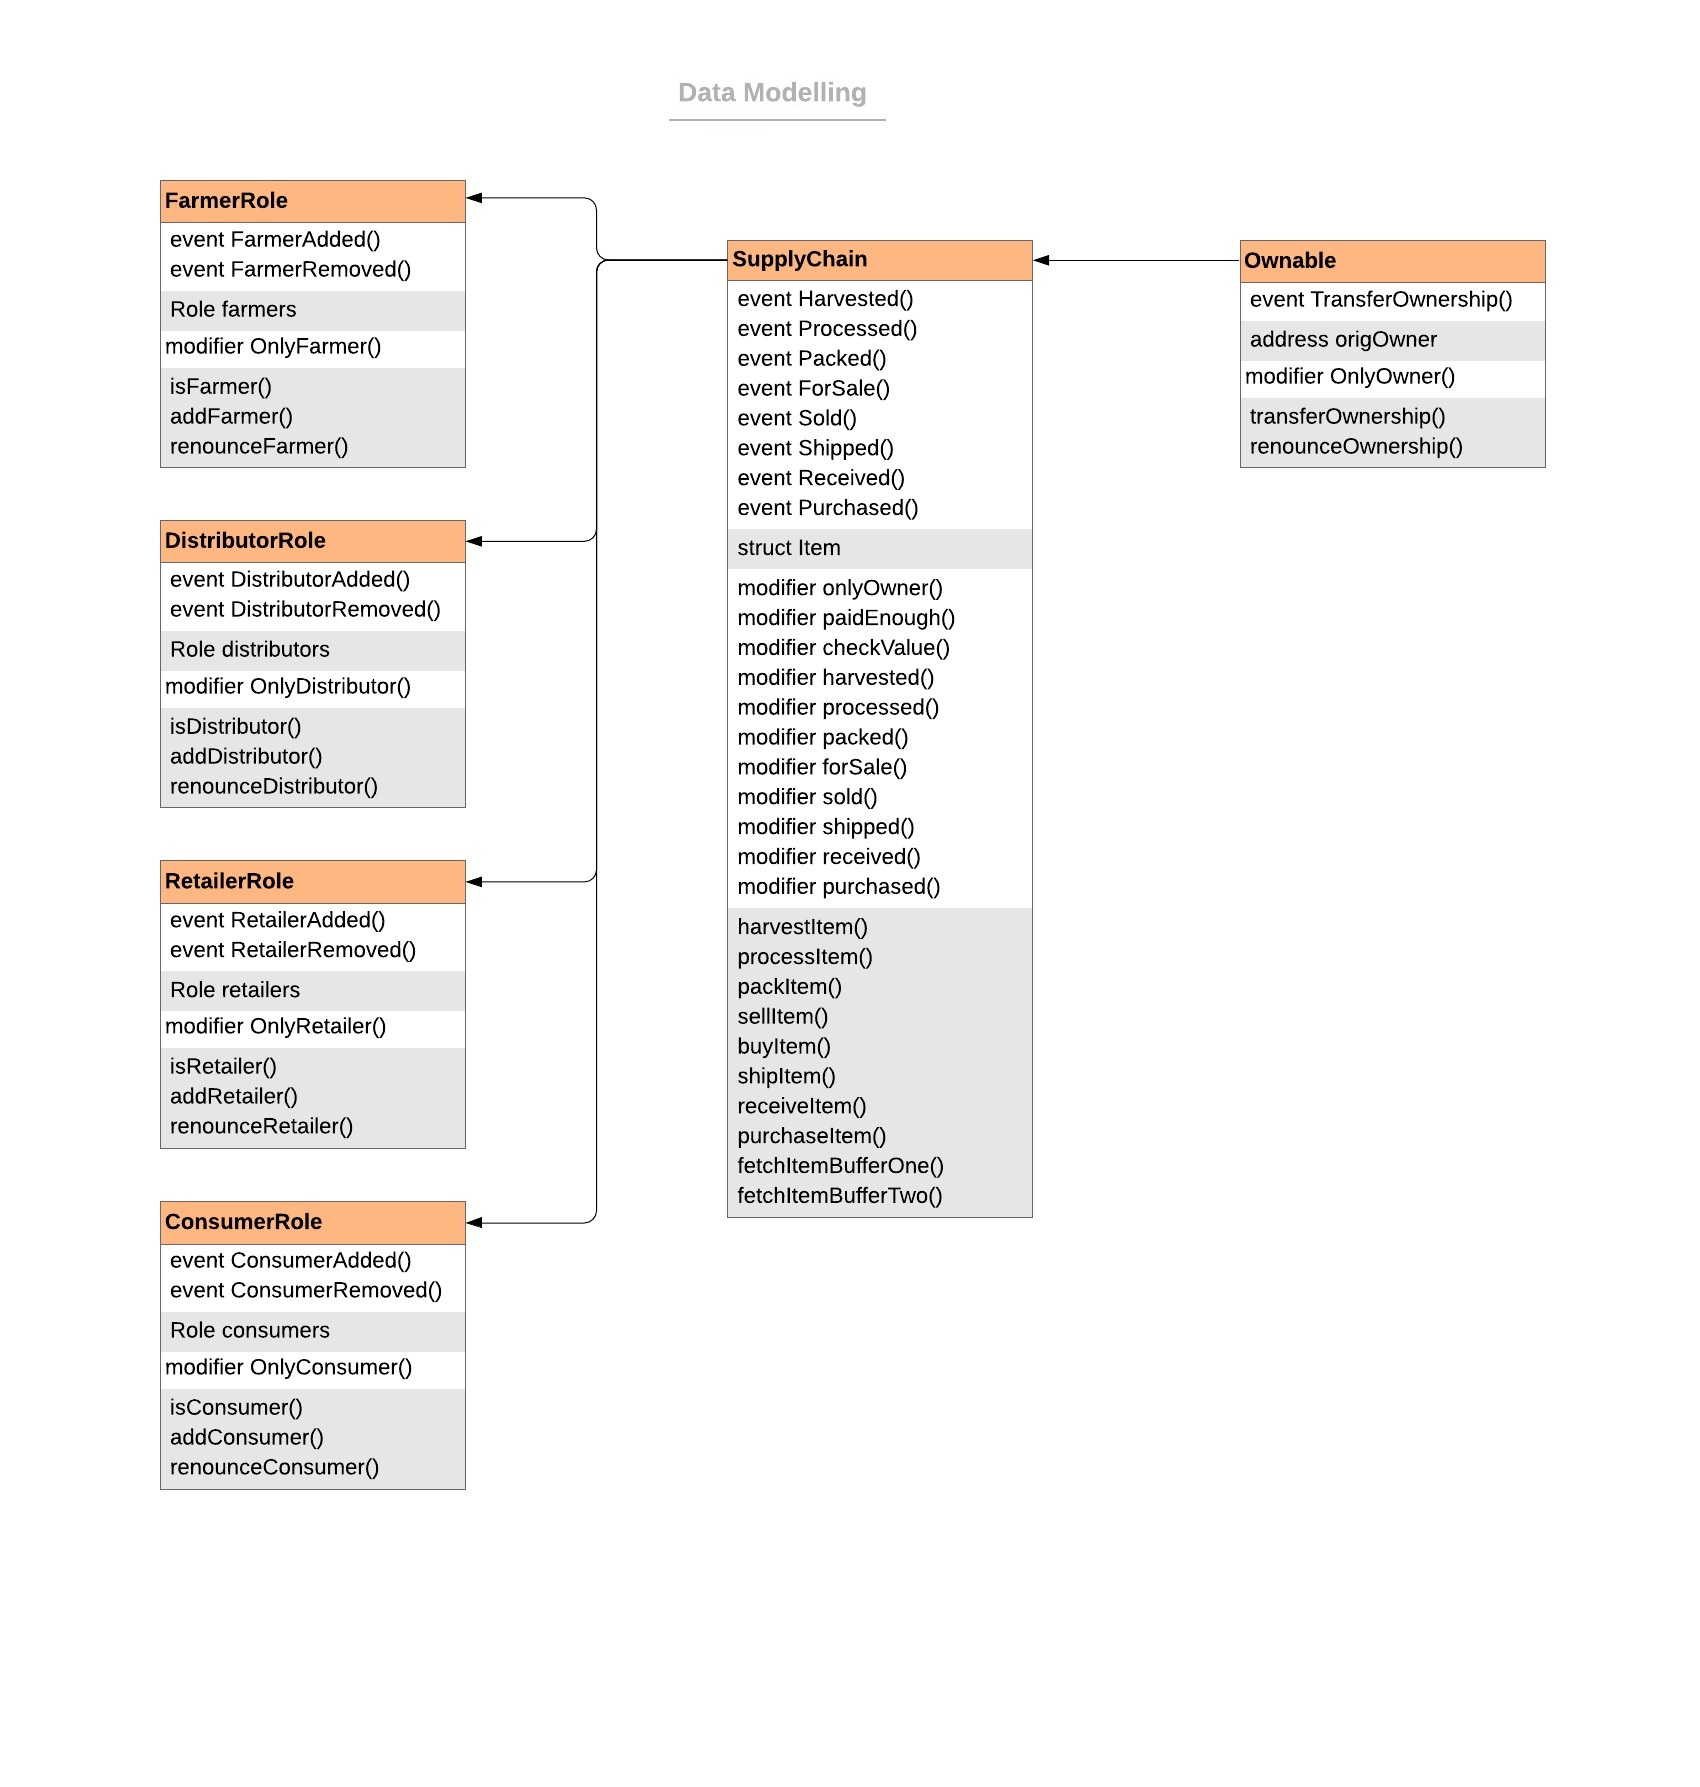 Data Modelling
FarmerRole
event FarmerAdded()
event FarmerRemoved()
Role farmers
modifier OnlyFarmer()
isFarmer()
addFarmer()
renounceFarmer()
DistributorRole
event DistributorAdded()
event DistributorRemoved()
Role distributors
modifier OnlyDistributor()
isDistributor()
addDistributor()
renounceDistributor()
RetailerRole
event RetailerAdded()
event RetailerRemoved()
Role retailers
modifier OnlyRetailer()
isRetailer()
addRetailer()
renounceRetailer()
ConsumerRole
event ConsumerAdded()
event ConsumerRemoved()
Role consumers
modifier OnlyConsumer()
isConsumer()
addConsumer()
renounceConsumer()
SupplyChain
event Harvested()
event Processed()
event Packed()
event ForSale()
event Sold()
event Shipped()
event Received()
event Purchased()
struct Item
modifier onlyOwner()
modifier paidEnough()
modifier checkValue()
modifier harvested()
modifier processed()
modifier packed()
modifier forSale()
modifier sold()
modifier shipped()
modifier received()
modifier purchased()
harvestItem()
processItem()
packItem()
sellItem()
buyItem()
shipItem()
receiveItem()
purchaseItem()
fetchItemBufferOne()
fetchItemBufferTwo()
Ownable
event TransferOwnership()
address origOwner
modifier OnlyOwner()
transferOwnership()
renounceOwnership()